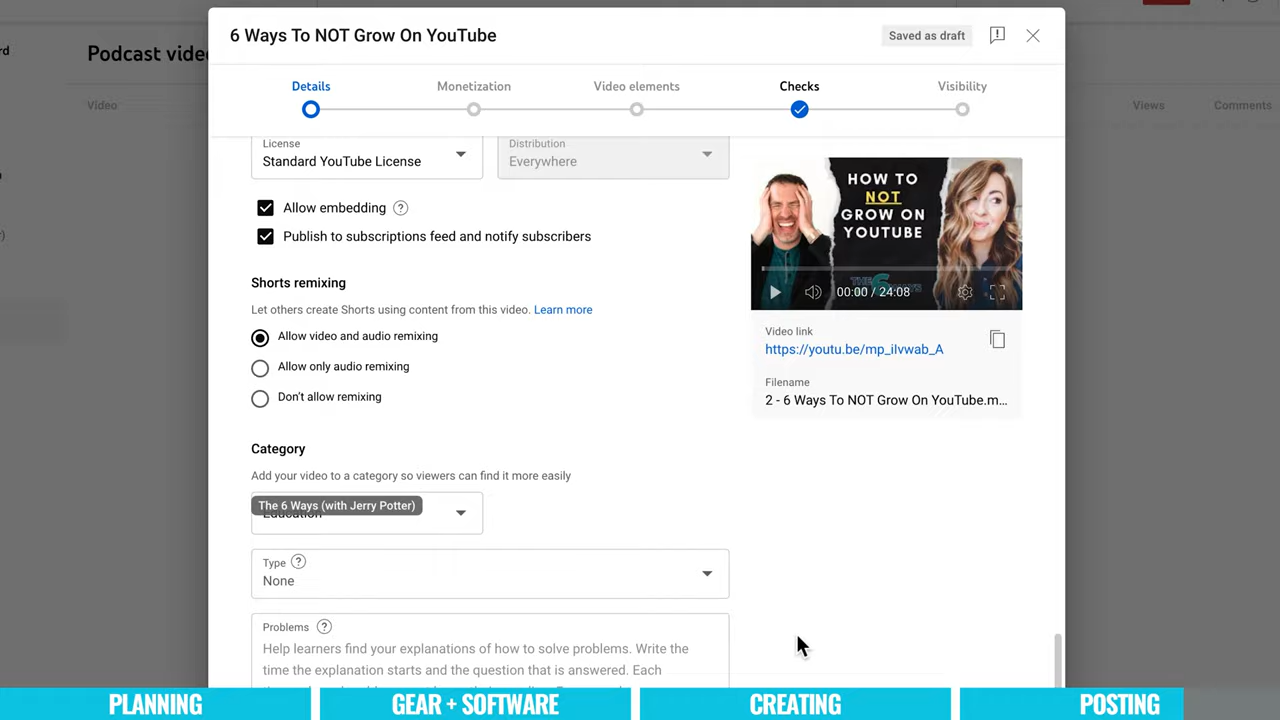 6 Ways To NOT Grow On YouTube
Saved as draft
Podcast vide
Details
Monetization
Video elements
Checks
Visibility
Video
Views
Comments
License
Standard YouTube License
Distribution
Everywhere
Allow embedding
Publish to subscriptions feed and notify subscribers
Shorts remixing
Let others create Shorts using content from this video. Learn more
Allow video and audio remixing
Allow only audio remixing
Don't allow remixing
HOW TO
NOT
GROW ON
YOUTUBE
00:00 / 24:08
Video link
https://youtu.be/mp_ilvwab_A
Filename
2 - 6 Ways To NOT Grow On YouTube.m...
Category
Add your video to a category so viewers can find it more easily
The 6 Ways (with Jerry Potter)
Education
Type
None
Problems
Help learners find your explanations of how to solve problems. Write the
time the explanation starts and the question that is answered. Each
PLANNING
GEAR + SOFTWARE
CREATING
POSTING